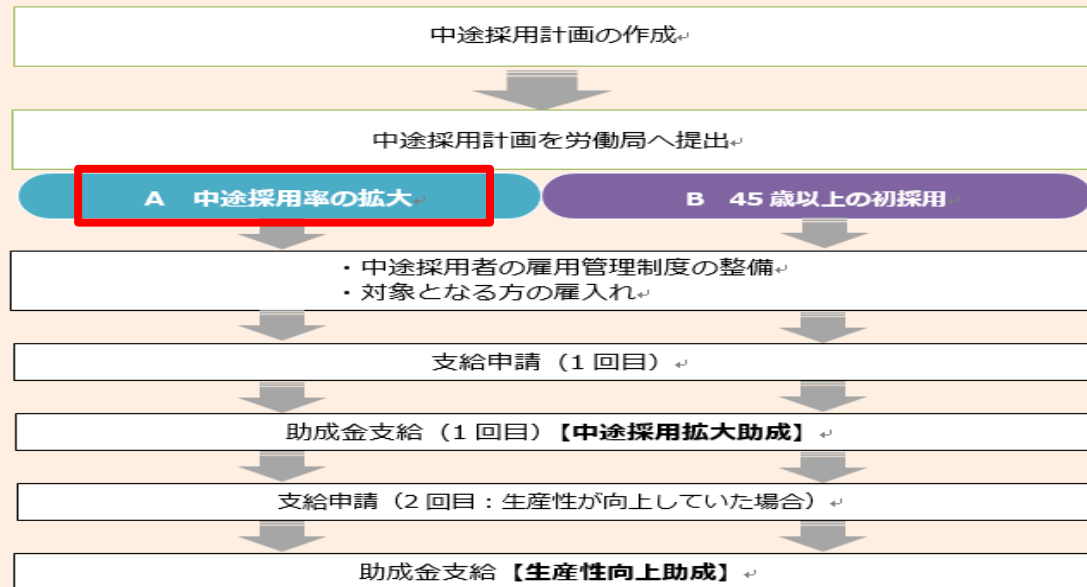 中途採用計画の作成
中途採用計画を労働局へ提出
A 中途採用率の拡大
B 45歳以上の初採用
・中途採用者の雇用管理制度の整備
・対象となる方の雇入れ
支給申請（1回目）
助成金支給（1回目）【中途採用拡大助成】
支給申請（2回目：生産性が向上していた場合）
助成金支給【生産性向上助成】